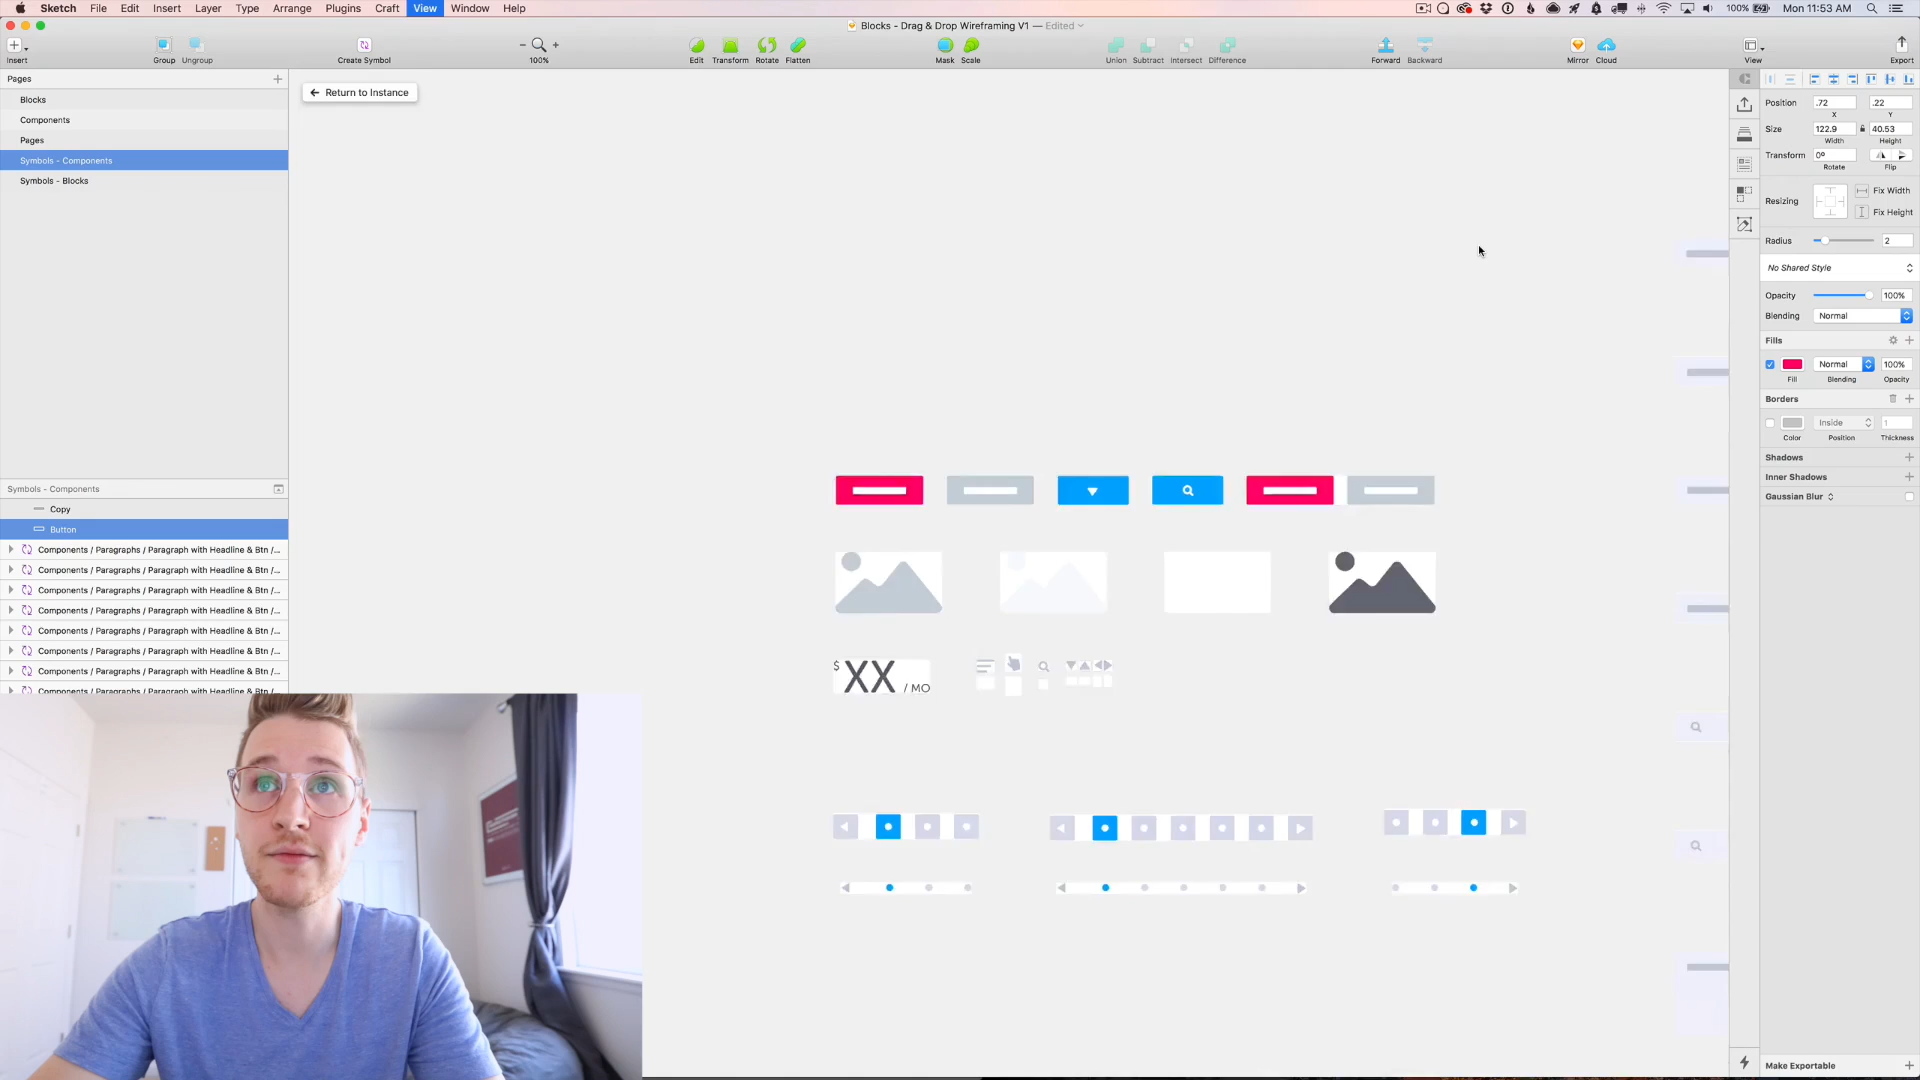 Sketch File Edit Insert Layer Type Arrange Plugins Craft View Window Help
100% Mon 11:53 AM
Blocks - Drag & Drop Wireframing V1 — Edited
Insert Group Ungroup Create Symbol 100% Edit Transform Rotate Flatten Mask Scale Union Subtract Intersect Difference Forward Backward Mirror Cloud View Export
Pages
Blocks
Components
Pages
Symbols - Components
Symbols - Blocks
Return to Instance
Symbols - Components
Copy
Button
Components / Paragraphs / Paragraph with Headline & Btn /...
Components / Paragraphs / Paragraph with Headline & Btn /...
Components / Paragraphs / Paragraph with Headline & Btn /...
Components / Paragraphs / Paragraph with Headline & Btn /...
Components / Paragraphs / Paragraph with Headline & Btn /...
Components / Paragraphs / Paragraph with Headline & Btn /...
Components / Paragraphs / Paragraph with Headline & Btn /...
Components / Paragraphs / Paragraph with Headline & Btn /...
$ XX / MO
Position .72 .22
X Y
Size 122.9 40.53
Width Height
Transform 0º
Rotate Flip
Resizing Fix Width
Fix Height
Radius 2
No Shared Style
Opacity 100%
Blending Normal
Fills
Normal 100%
Fill Blending Opacity
Borders
Inside 1
Color Position Thickness
Shadows
Inner Shadows
Gaussian Blur
Make Exportable